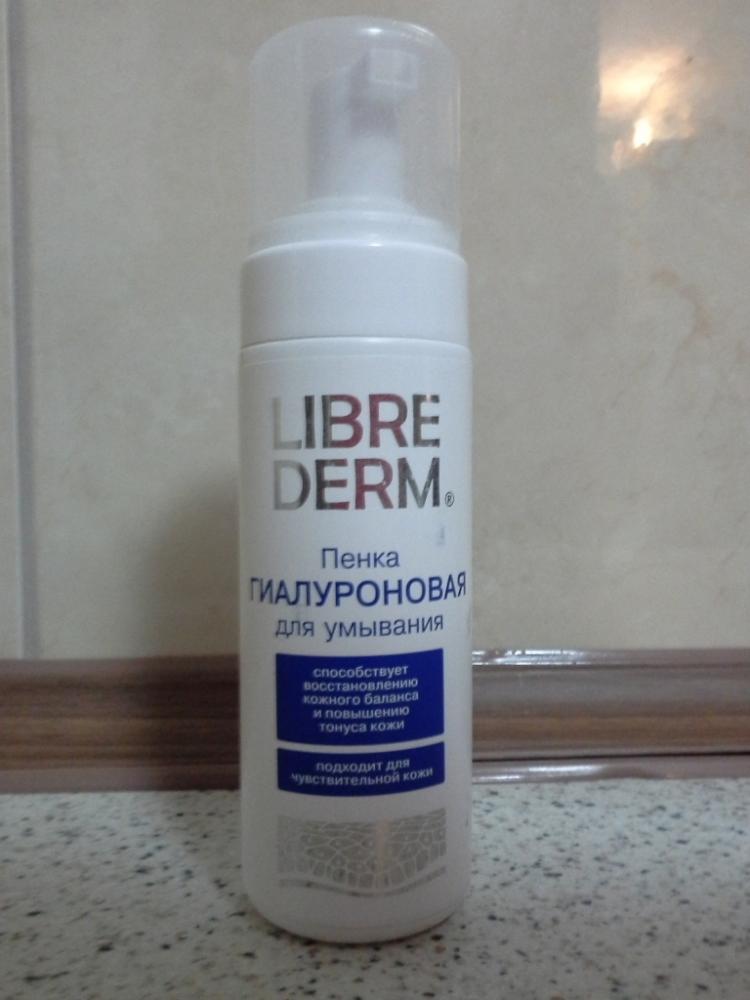 LIBRE
DERM®
Пенка
ГИАЛУРОНОВАЯ
для умывания
способствует
восстановлению
кожного баланса
и повышению
тонуса кожи
подходит для
чувствительной кожи